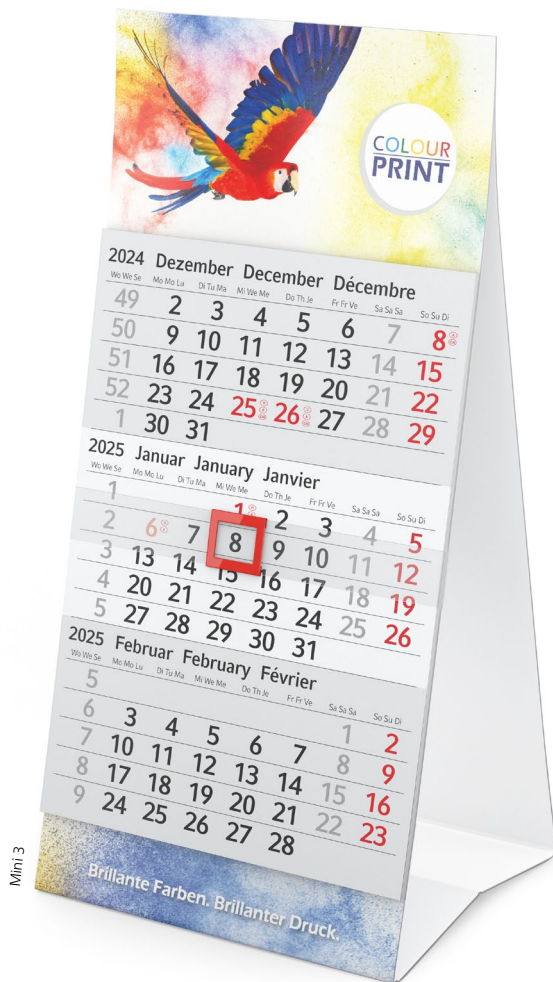 COLOUR
PRINT
2024 Dezember December Décembre
Wo We Se Mo Mo Lu Di Tu Ma Mi We Me Do Th Je Fr Fr Ve Sa Sa Sa So Su Di
49 2 3 4 5 6 7 8
50 9 10 11 12 13 14 15
51 16 17 18 19 20 21 22
52 23 24 25 26 27 28 29
1 30 31
2025 Januar January Janvier
Wo We Se Mo Mo Lu Di Tu Ma Mi We Me Do Th Je Fr Fr Ve Sa Sa Sa So Su Di
1 1 2 3 4 5
2 6 7 8 9 10 11 12
3 13 14 15 16 17 18 19
4 20 21 22 23 24 25 26
5 27 28 29 30 31
2025 Februar February Février
Wo We Se Mo Mo Lu Di Tu Ma Mi We Me Do Th Je Fr Fr Ve Sa Sa Sa So Su Di
5 1 2
6 3 4 5 6 7 8 9
7 10 11 12 13 14 15 16
8 17 18 19 20 21 22 23
9 24 25 26 27 28
Brillante Farben. Brillanter Druck.
Mini 3